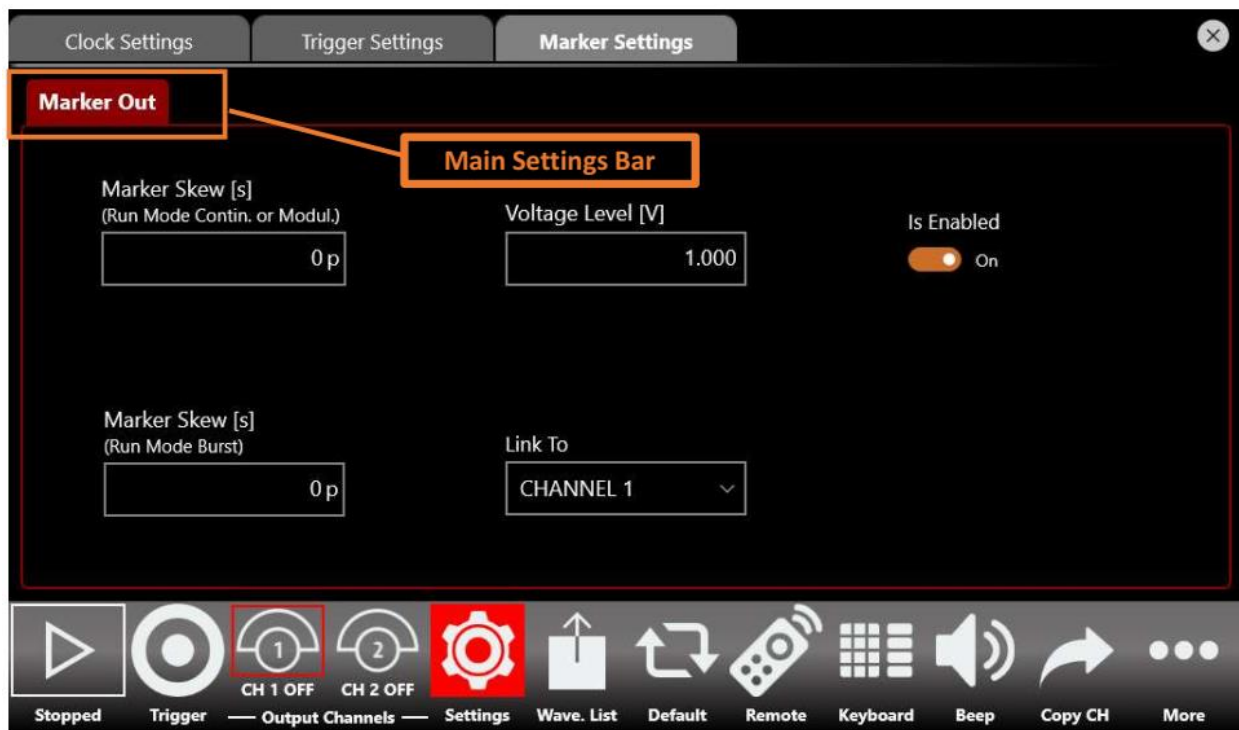 Clock Settings Trigger Settings Marker Settings
Marker Out
Main Settings Bar
Marker Skew [s]
(Run Mode Contin. or Modul.)
0 p
Voltage Level [V]
1.000
Is Enabled
On
Marker Skew [s]
(Run Mode Burst)
0 p
Link To
CHANNEL 1
1 2
CH 1 OFF CH 2 OFF
Stopped Trigger Output Channels Settings Wave. List Default Remote Keyboard Beep Copy CH More